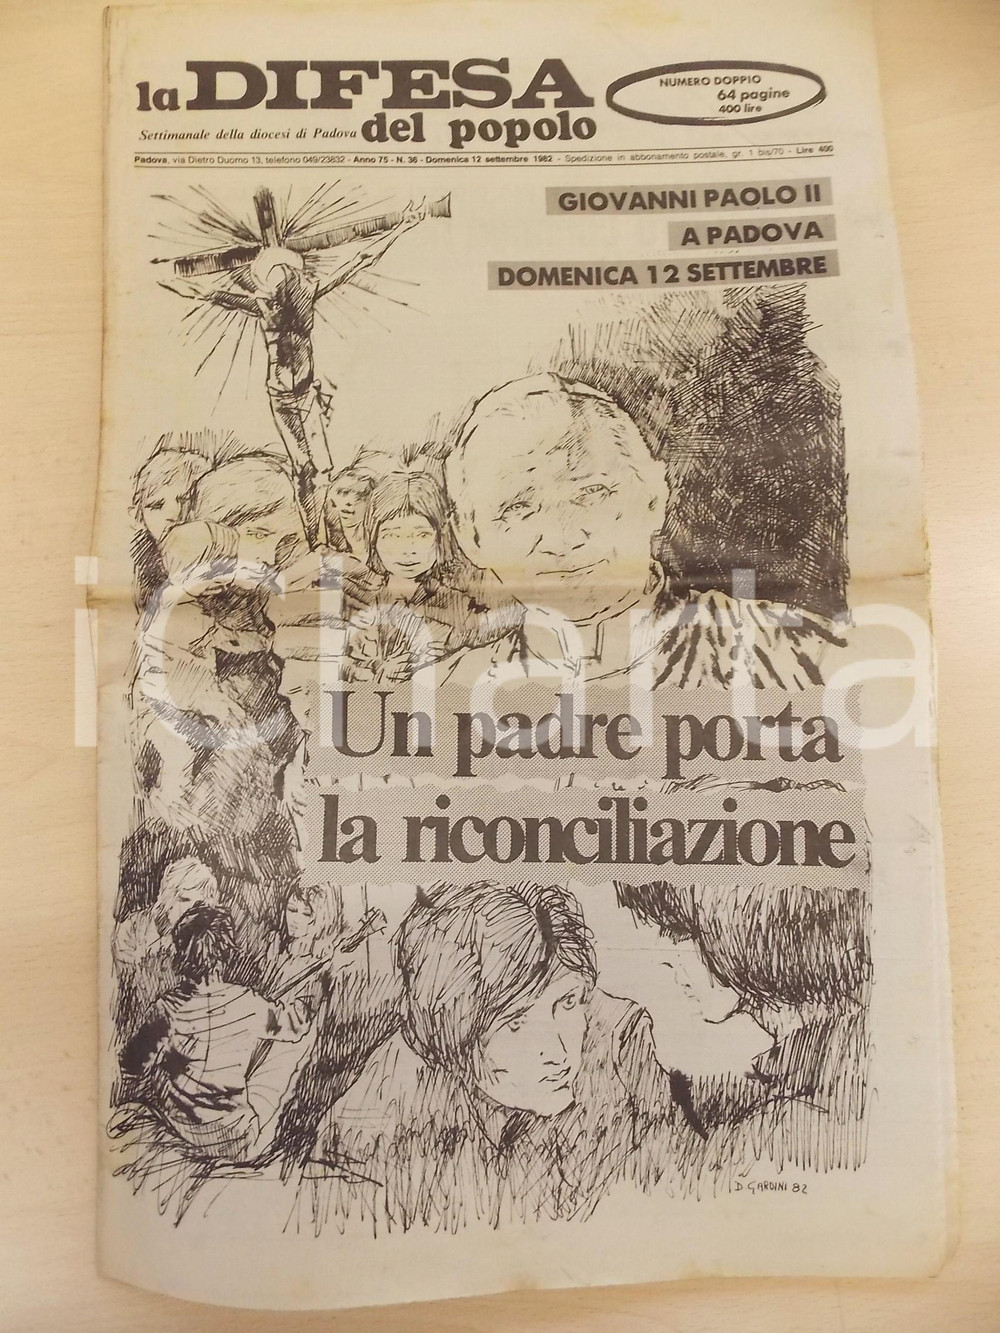 la DIFESA
del popolo
Settimanale della diocesi di Padova
NUMERO DOPPIO
64 pagine
400 lire
Padova, via Dietro Duomo 13, telefono 049/23832 - Anno 75 - N. 36 - Domenica 12 settembre 1982 - Spedizione in abbonamento postale, gr. 1 bis/70 - Lire 400
GIOVANNI PAOLO II
A PADOVA
DOMENICA 12 SETTEMBRE
iCharta
Un padre porta
la riconciliazione
D. GARDINI 82